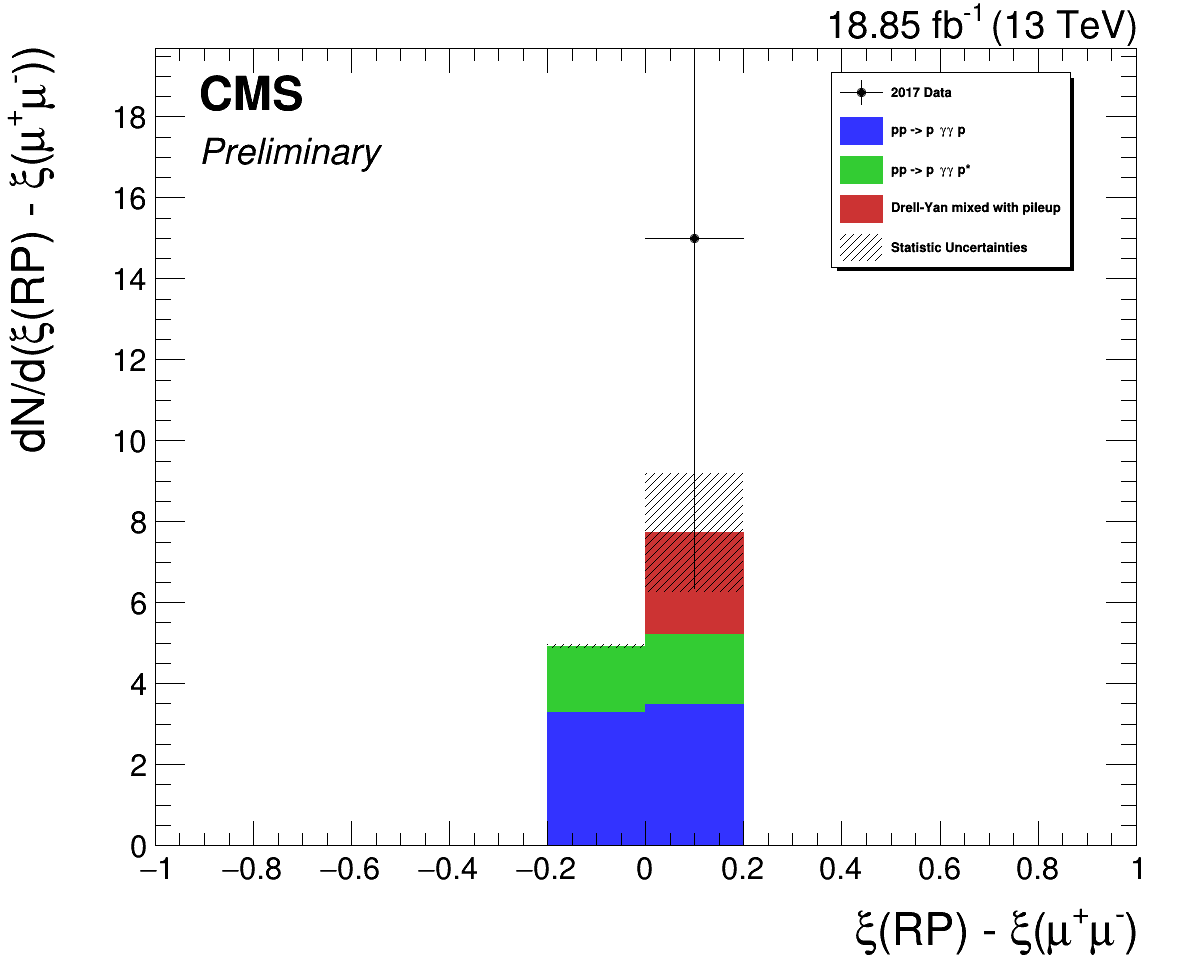 18.85 fb⁻¹ (13 TeV)
CMS
Preliminary
2017 Data
pp -> p γγ p
pp -> p γγ p*
Drell-Yan mixed with pileup
Statistic Uncertainties
dN/d(ξ(RP) - ξ(μ⁺μ⁻))
18
16
14
12
10
8
6
4
2
0
−1 −0.8 −0.6 −0.4 −0.2 0 0.2 0.4 0.6 0.8 1
ξ(RP) - ξ(μ⁺μ⁻)